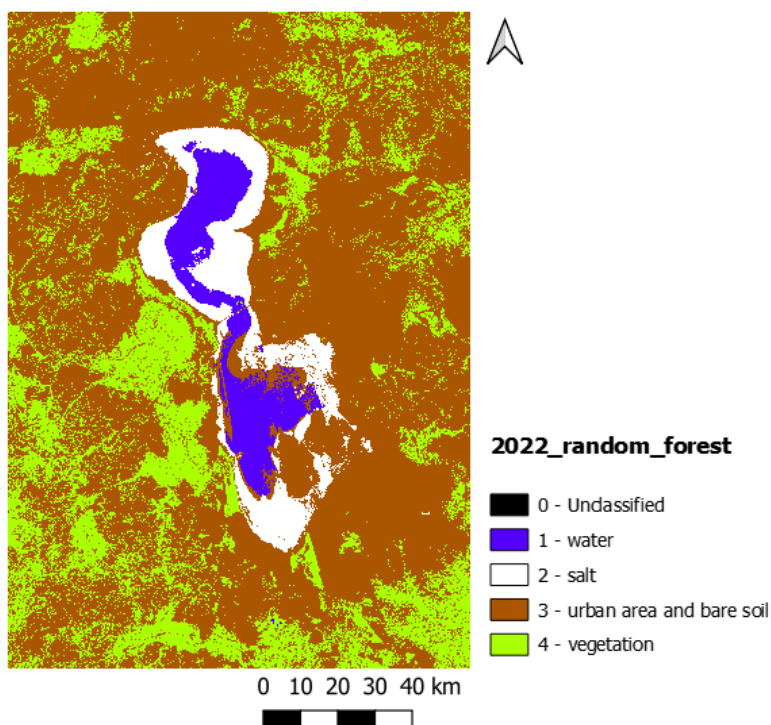 2022_random_forest
0 - Unclassified
1 - water
2 - salt
3 - urban area and bare soil
4 - vegetation
0 10 20 30 40 km